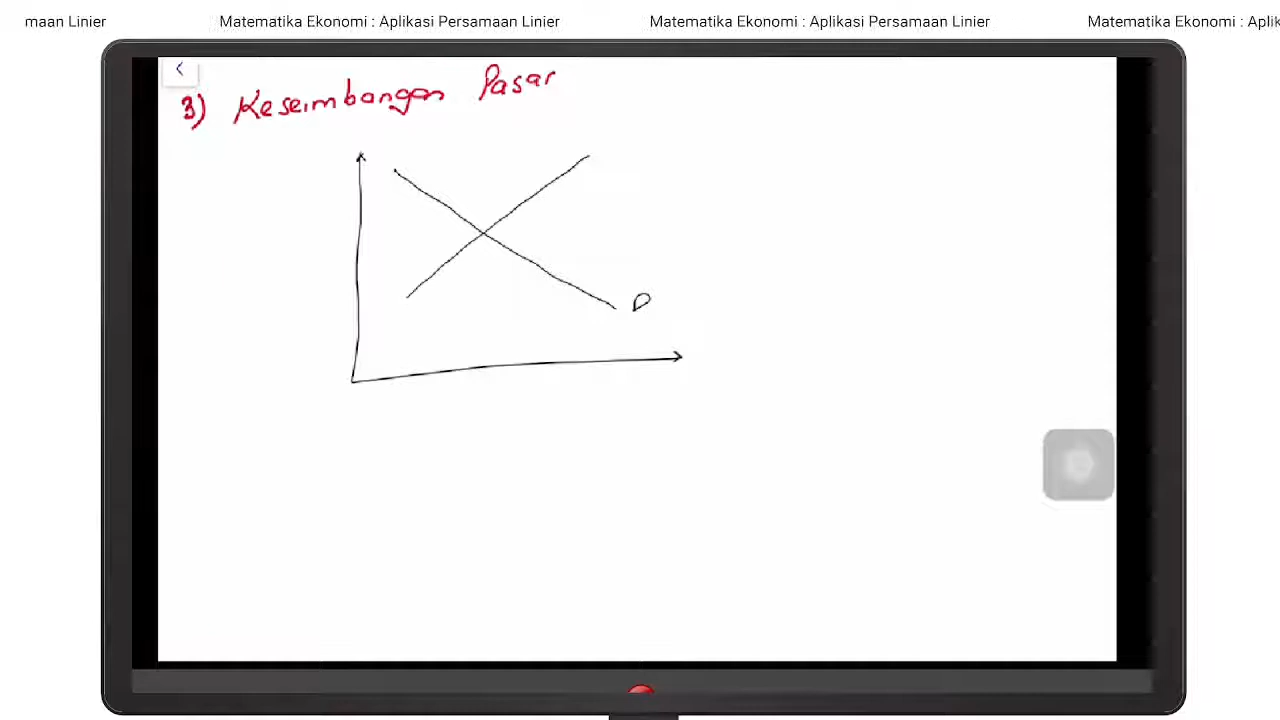 maan Linier Matematika Ekonomi : Aplikasi Persamaan Linier Matematika Ekonomi : Aplikasi Persamaan Linier Matematika Ekonomi : Aplik
3) Keseimbangan Pasar
D